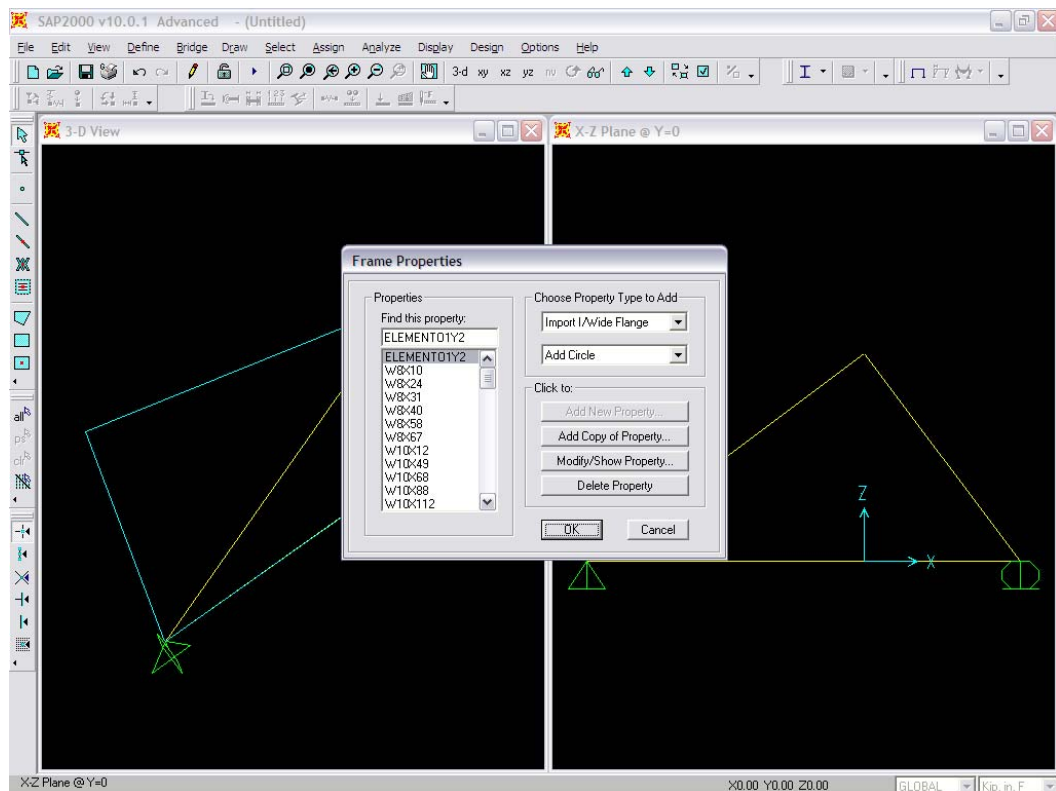 SAP2000 v10.0.1 Advanced - (Untitled)
File Edit View Define Bridge Draw Select Assign Analyze Display Design Options Help
3-d xy xz yz nv
3-D View
X-Z Plane @ Y=0
Frame Properties
Properties
Find this property:
ELEMENTO1Y2
ELEMENTO1Y2
W8X10
W8X24
W8X31
W8X40
W8X58
W8X67
W10X12
W10X49
W10X68
W10X88
W10X112
Choose Property Type to Add
Import I/Wide Flange
Add Circle
Click to:
Add New Property...
Add Copy of Property...
Modify/Show Property...
Delete Property
OK Cancel
Z
X
all
ps
clr
X-Z Plane @ Y=0
X0.00 Y0.00 Z0.00
GLOBAL
Kip, in, F